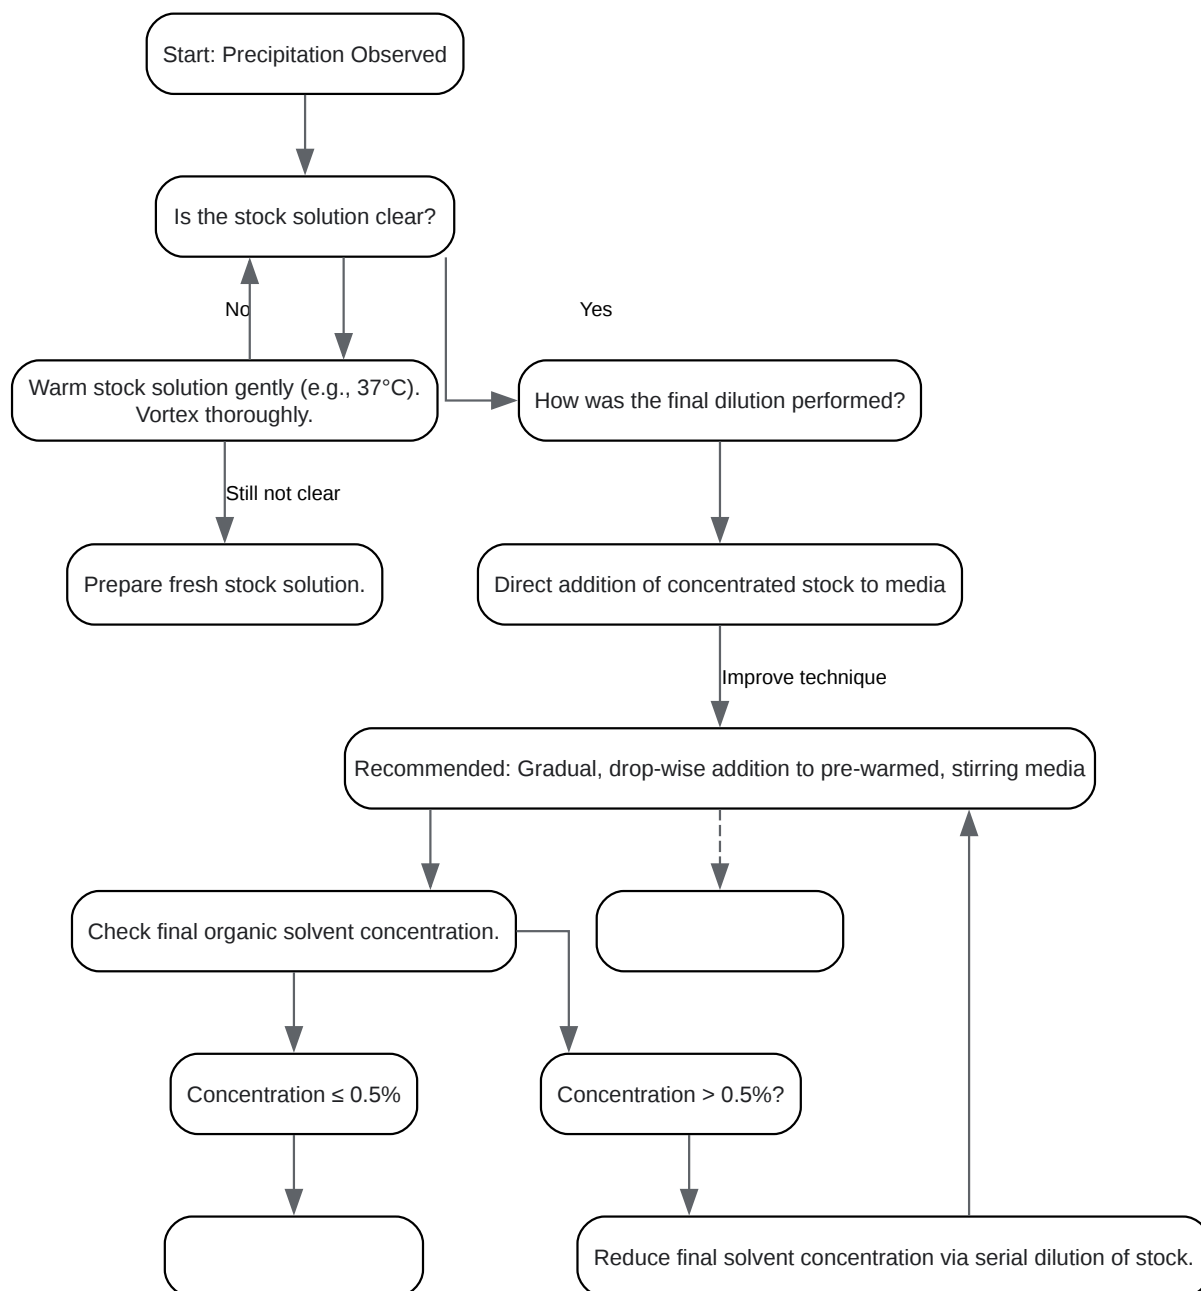 Start: Precipitation Observed
Is the stock solution clear?
No
Yes
Warm stock solution gently (e.g., 37°C).
Vortex thoroughly.
How was the final dilution performed?
Still not clear
Prepare fresh stock solution.
Direct addition of concentrated stock to media
Improve technique
Recommended: Gradual, drop-wise addition to pre-warmed, stirring media
Check final organic solvent concentration.
Concentration ≤ 0.5%
Concentration > 0.5%?
Reduce final solvent concentration via serial dilution of stock.